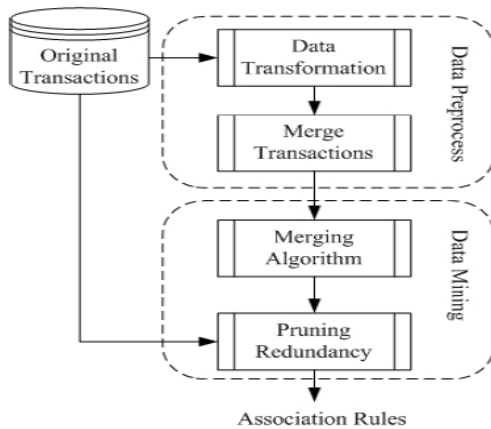 Original
Transactions
Data
Transformation
Merge
Transactions
Data Preprocess
Merging
Algorithm
Pruning
Redundancy
Data Mining
Association Rules